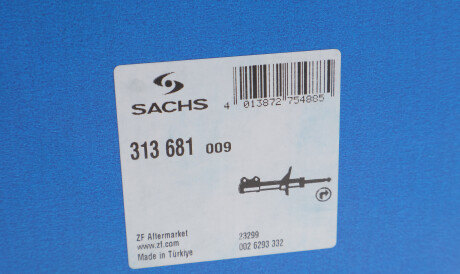 SACHS
4 013872 754885
313 681 009
ZF Aftermarket
www.zf.com
Made in Türkiye
23299
002 6293 332